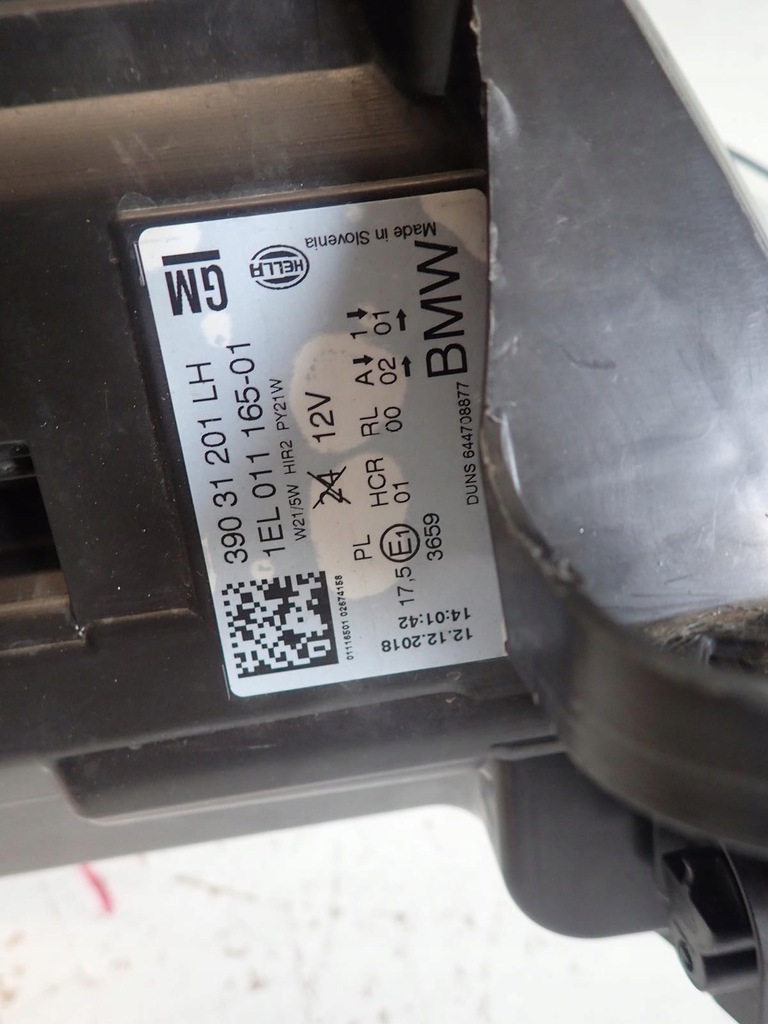 GM
HELLA
Made in Slovenia
390 31 201 LH
1EL 011 165-01
W21/5W HIR2 PY21W
24 12V
PL HCR RL A 1
17,5 E1 01 00 02 01
3659
BMW
DUNS 644708877
01116501 02674158
12.12.2018
14:01:42